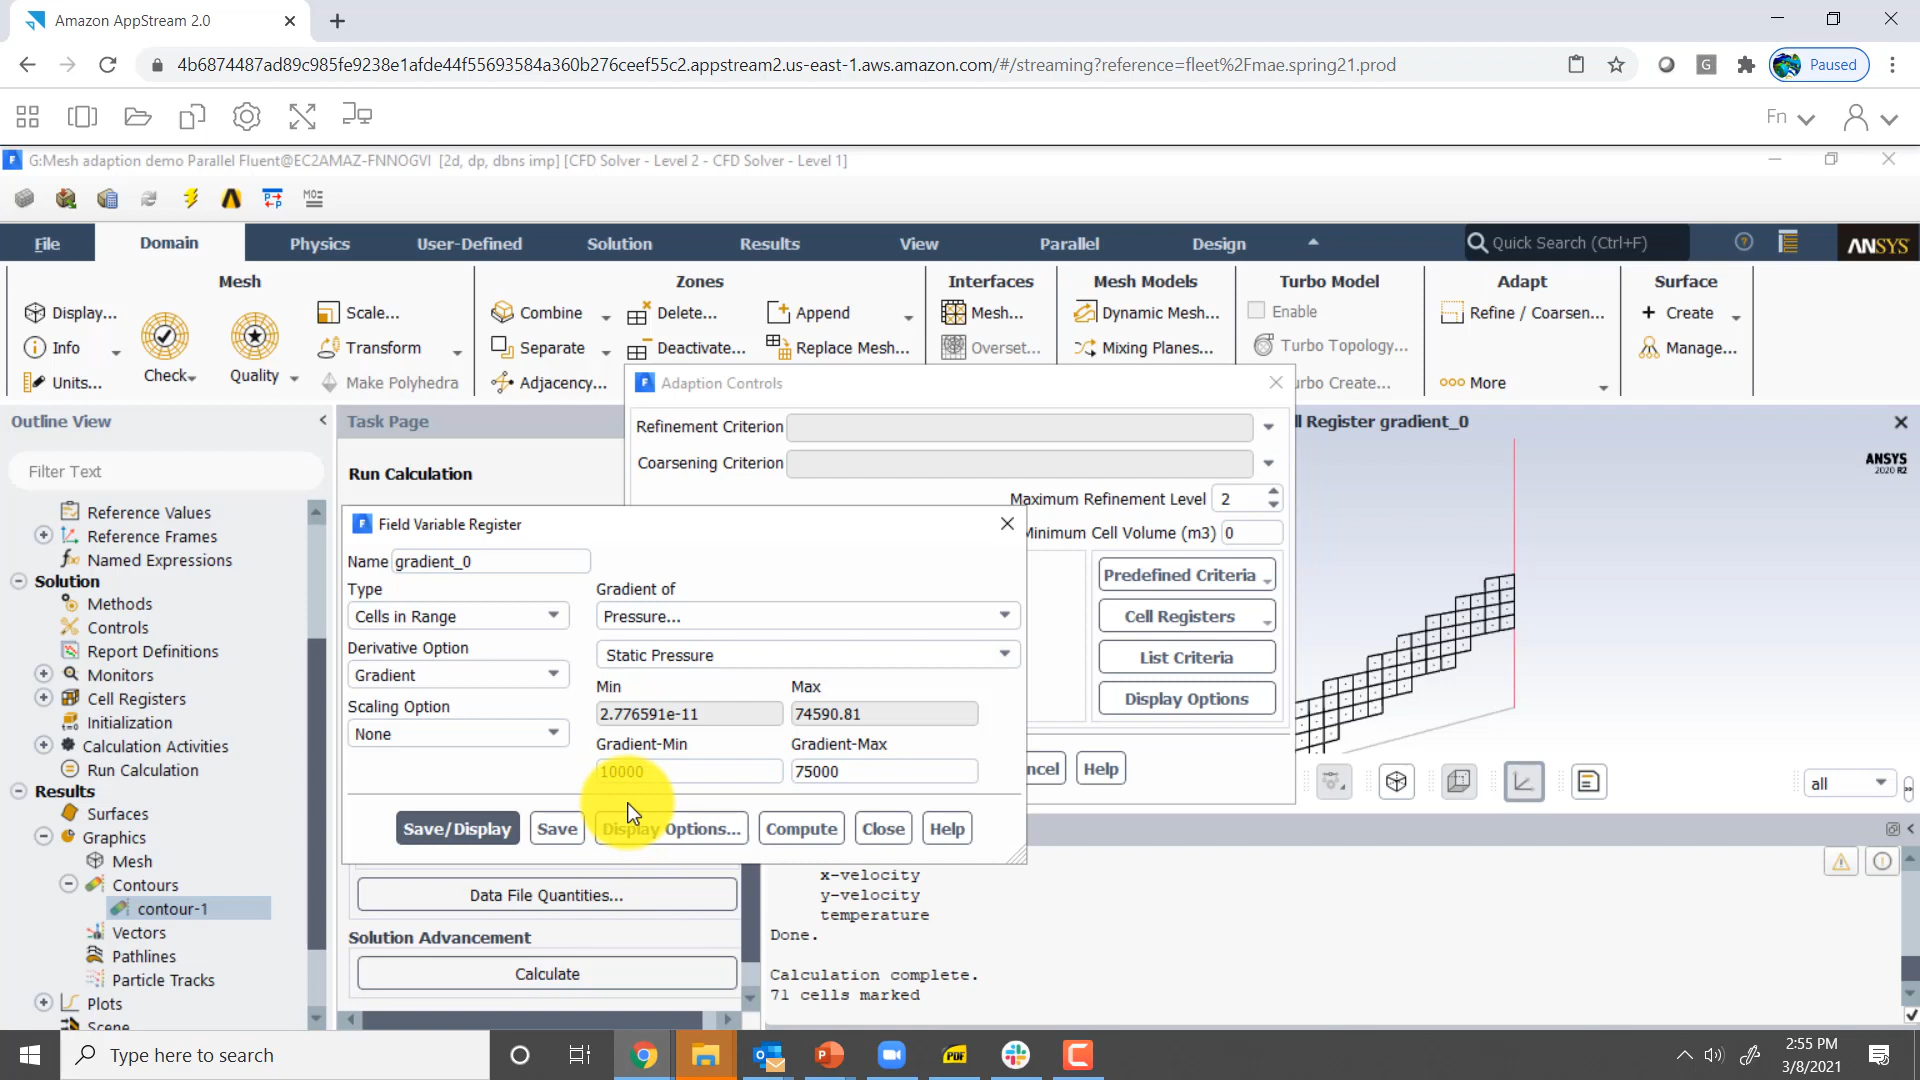 Amazon AppStream 2.0
4b6874487ad89c985fe9238e1afde44f55693584a360b276ceef55c2.appstream2.us-east-1.aws.amazon.com/#/streaming?reference=fleet%2Fmae.spring21.prod
G
Paused
Fn
G:Mesh adaption demo Parallel Fluent@EC2AMAZ-FNNOGVI [2d, dp, dbns imp] [CFD Solver - Level 2 - CFD Solver - Level 1]
File
Domain
Physics
User-Defined
Solution
Results
View
Parallel
Design
Quick Search (Ctrl+F)
ANSYS
Mesh
Display...
Info
Units...
Check
Quality
Scale...
Transform
Make Polyhedra
Zones
Combine
Separate
Adjacency...
Delete...
Deactivate...
Append
Replace Mesh...
Interfaces
Mesh...
Overset...
Mesh Models
Dynamic Mesh...
Mixing Planes...
Turbo Model
Enable
Turbo Topology...
urbo Create...
Adapt
Refine / Coarsen...
More
Surface
Create
Manage...
Outline View
Filter Text
Reference Values
Reference Frames
Named Expressions
Solution
Methods
Controls
Report Definitions
Monitors
Cell Registers
Initialization
Calculation Activities
Run Calculation
Results
Surfaces
Graphics
Mesh
Contours
contour-1
Vectors
Pathlines
Particle Tracks
Plots
Scene
Task Page
Run Calculation
Adaption Controls
Refinement Criterion
Coarsening Criterion
Maximum Refinement Level 2
Minimum Cell Volume (m3) 0
Predefined Criteria
Cell Registers
List Criteria
Display Options
ncel
Help
ll Register gradient_0
ANSYS
2020 R2
all
Field Variable Register
Name gradient_0
Type
Cells in Range
Derivative Option
Gradient
Scaling Option
None
Gradient of
Pressure...
Static Pressure
Min
Max
2.776591e-11
74590.81
Gradient-Min
Gradient-Max
10000
75000
Save/Display
Save
Display Options...
Compute
Close
Help
Data File Quantities...
Solution Advancement
Calculate
x-velocity
y-velocity
temperature
Done.
Calculation complete.
71 cells marked
Type here to search
PDF
2:55 PM
3/8/2021